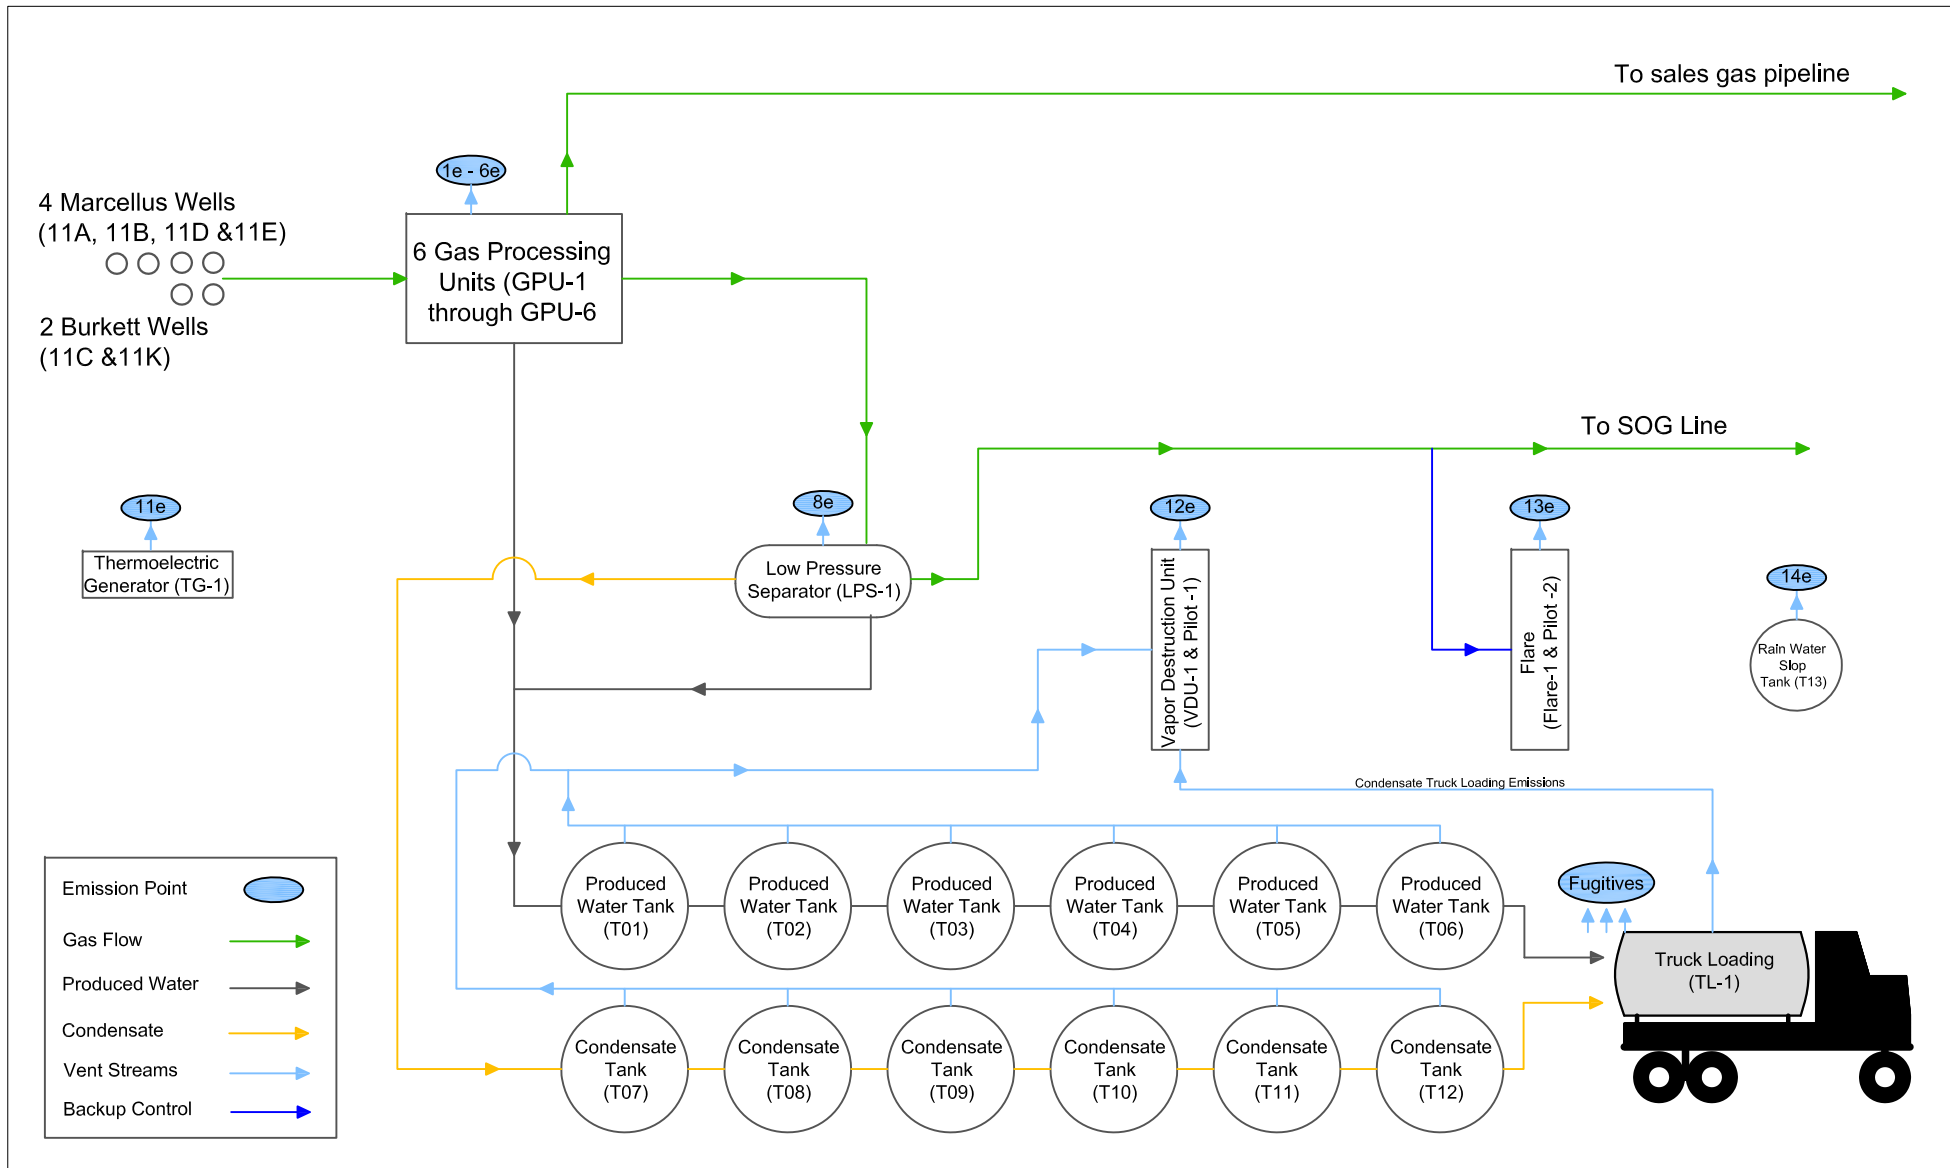 To sales gas pipeline
1e - 6e
4 Marcellus Wells
(11A, 11B, 11D &11E)
2 Burkett Wells
(11C &11K)
6 Gas Processing
Units (GPU-1
through GPU-6
To SOG Line
11e
Thermoelectric
Generator (TG-1)
8e
Low Pressure
Separator (LPS-1)
12e
Vapor Destruction Unit
(VDU-1 & Pilot -1)
13e
Flare
(Flare-1 & Pilot -2)
14e
Rain Water
Slop
Tank (T13)
Condensate Truck Loading Emissions
Produced
Water Tank
(T01)
Produced
Water Tank
(T02)
Produced
Water Tank
(T03)
Produced
Water Tank
(T04)
Produced
Water Tank
(T05)
Produced
Water Tank
(T06)
Fugitives
Truck Loading
(TL-1)
Condensate
Tank
(T07)
Condensate
Tank
(T08)
Condensate
Tank
(T09)
Condensate
Tank
(T10)
Condensate
Tank
(T11)
Condensate
Tank
(T12)
Emission Point
Gas Flow
Produced Water
Condensate
Vent Streams
Backup Control